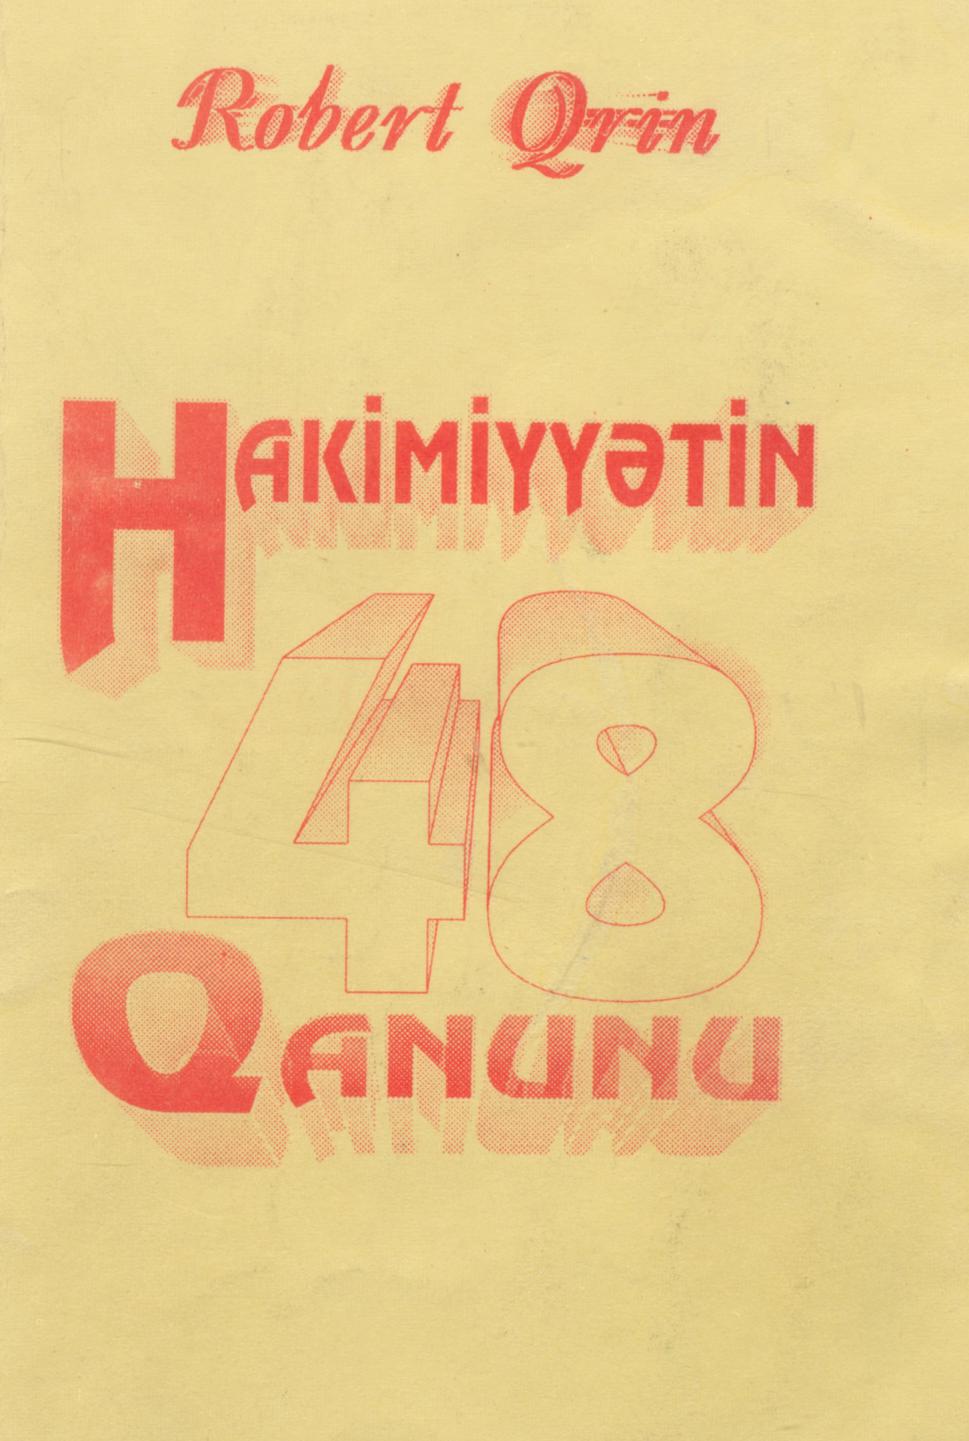 Robert Qrin
HAKİMİYYƏTİN
48
QANUNU